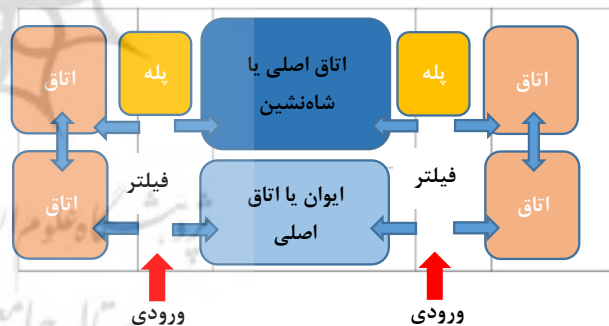 اتاق
پله
اتاق اصلی یا
شاه‌نشین
پله
اتاق
اتاق
فیلتر
ایوان یا اتاق
اصلی
فیلتر
اتاق
ورودی
ورودی